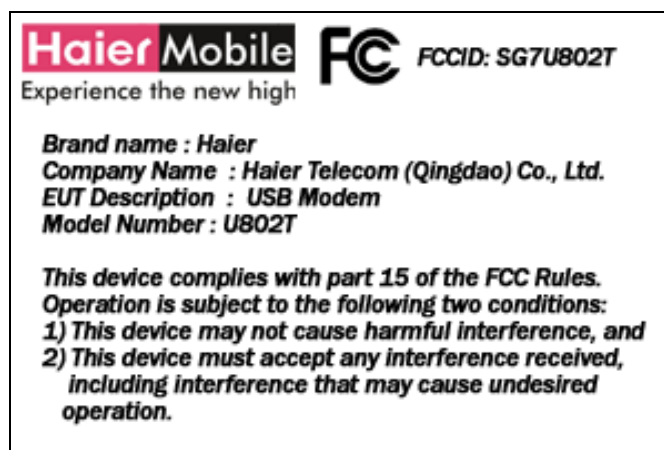 Haier Mobile
Experience the new high
FC FCCID: SG7U802T
Brand name : Haier
Company Name : Haier Telecom (Qingdao) Co., Ltd.
EUT Description : USB Modem
Model Number : U802T
This device complies with part 15 of the FCC Rules.
Operation is subject to the following two conditions:
1) This device may not cause harmful interference, and
2) This device must accept any interference received,
including interference that may cause undesired
operation.